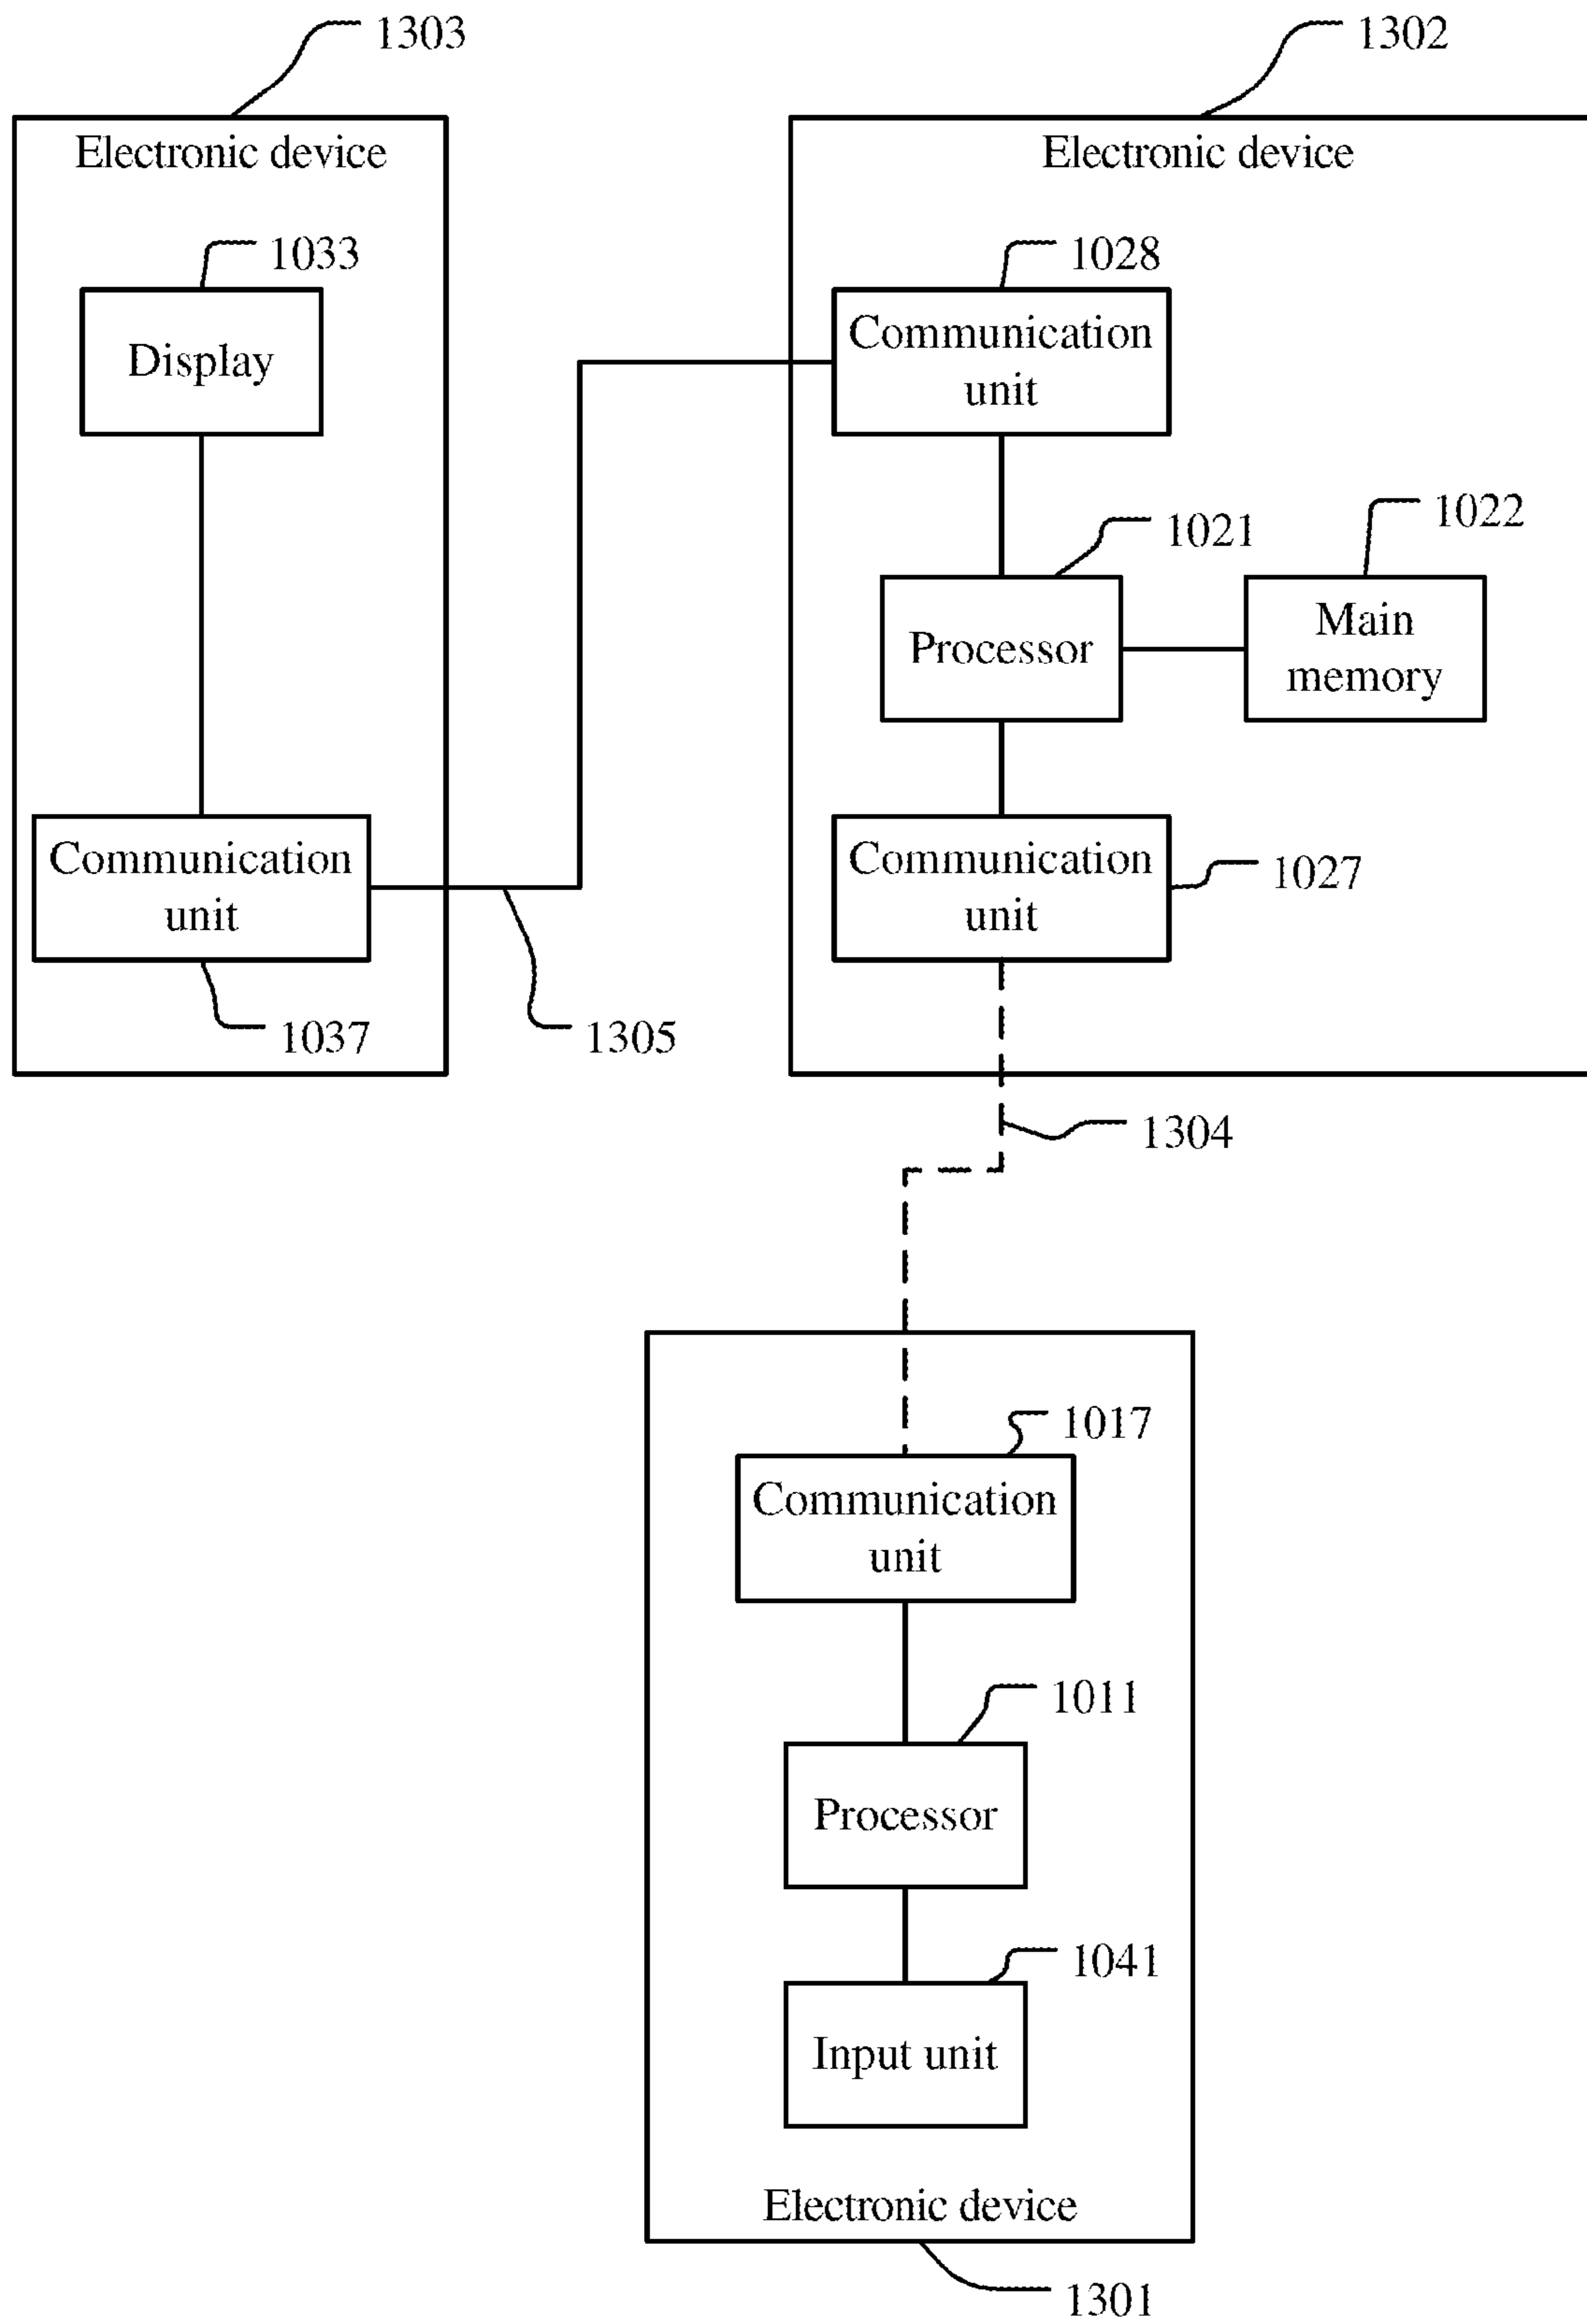 1303
1302
Electronic device
Electronic device
1033
1028
Display
Communication
unit
1021
1022
Processor
Main
memory
Communication
unit
Communication
unit
1027
1037
1305
1304
1017
Communication
unit
1011
Processor
1041
Input unit
Electronic device
1301